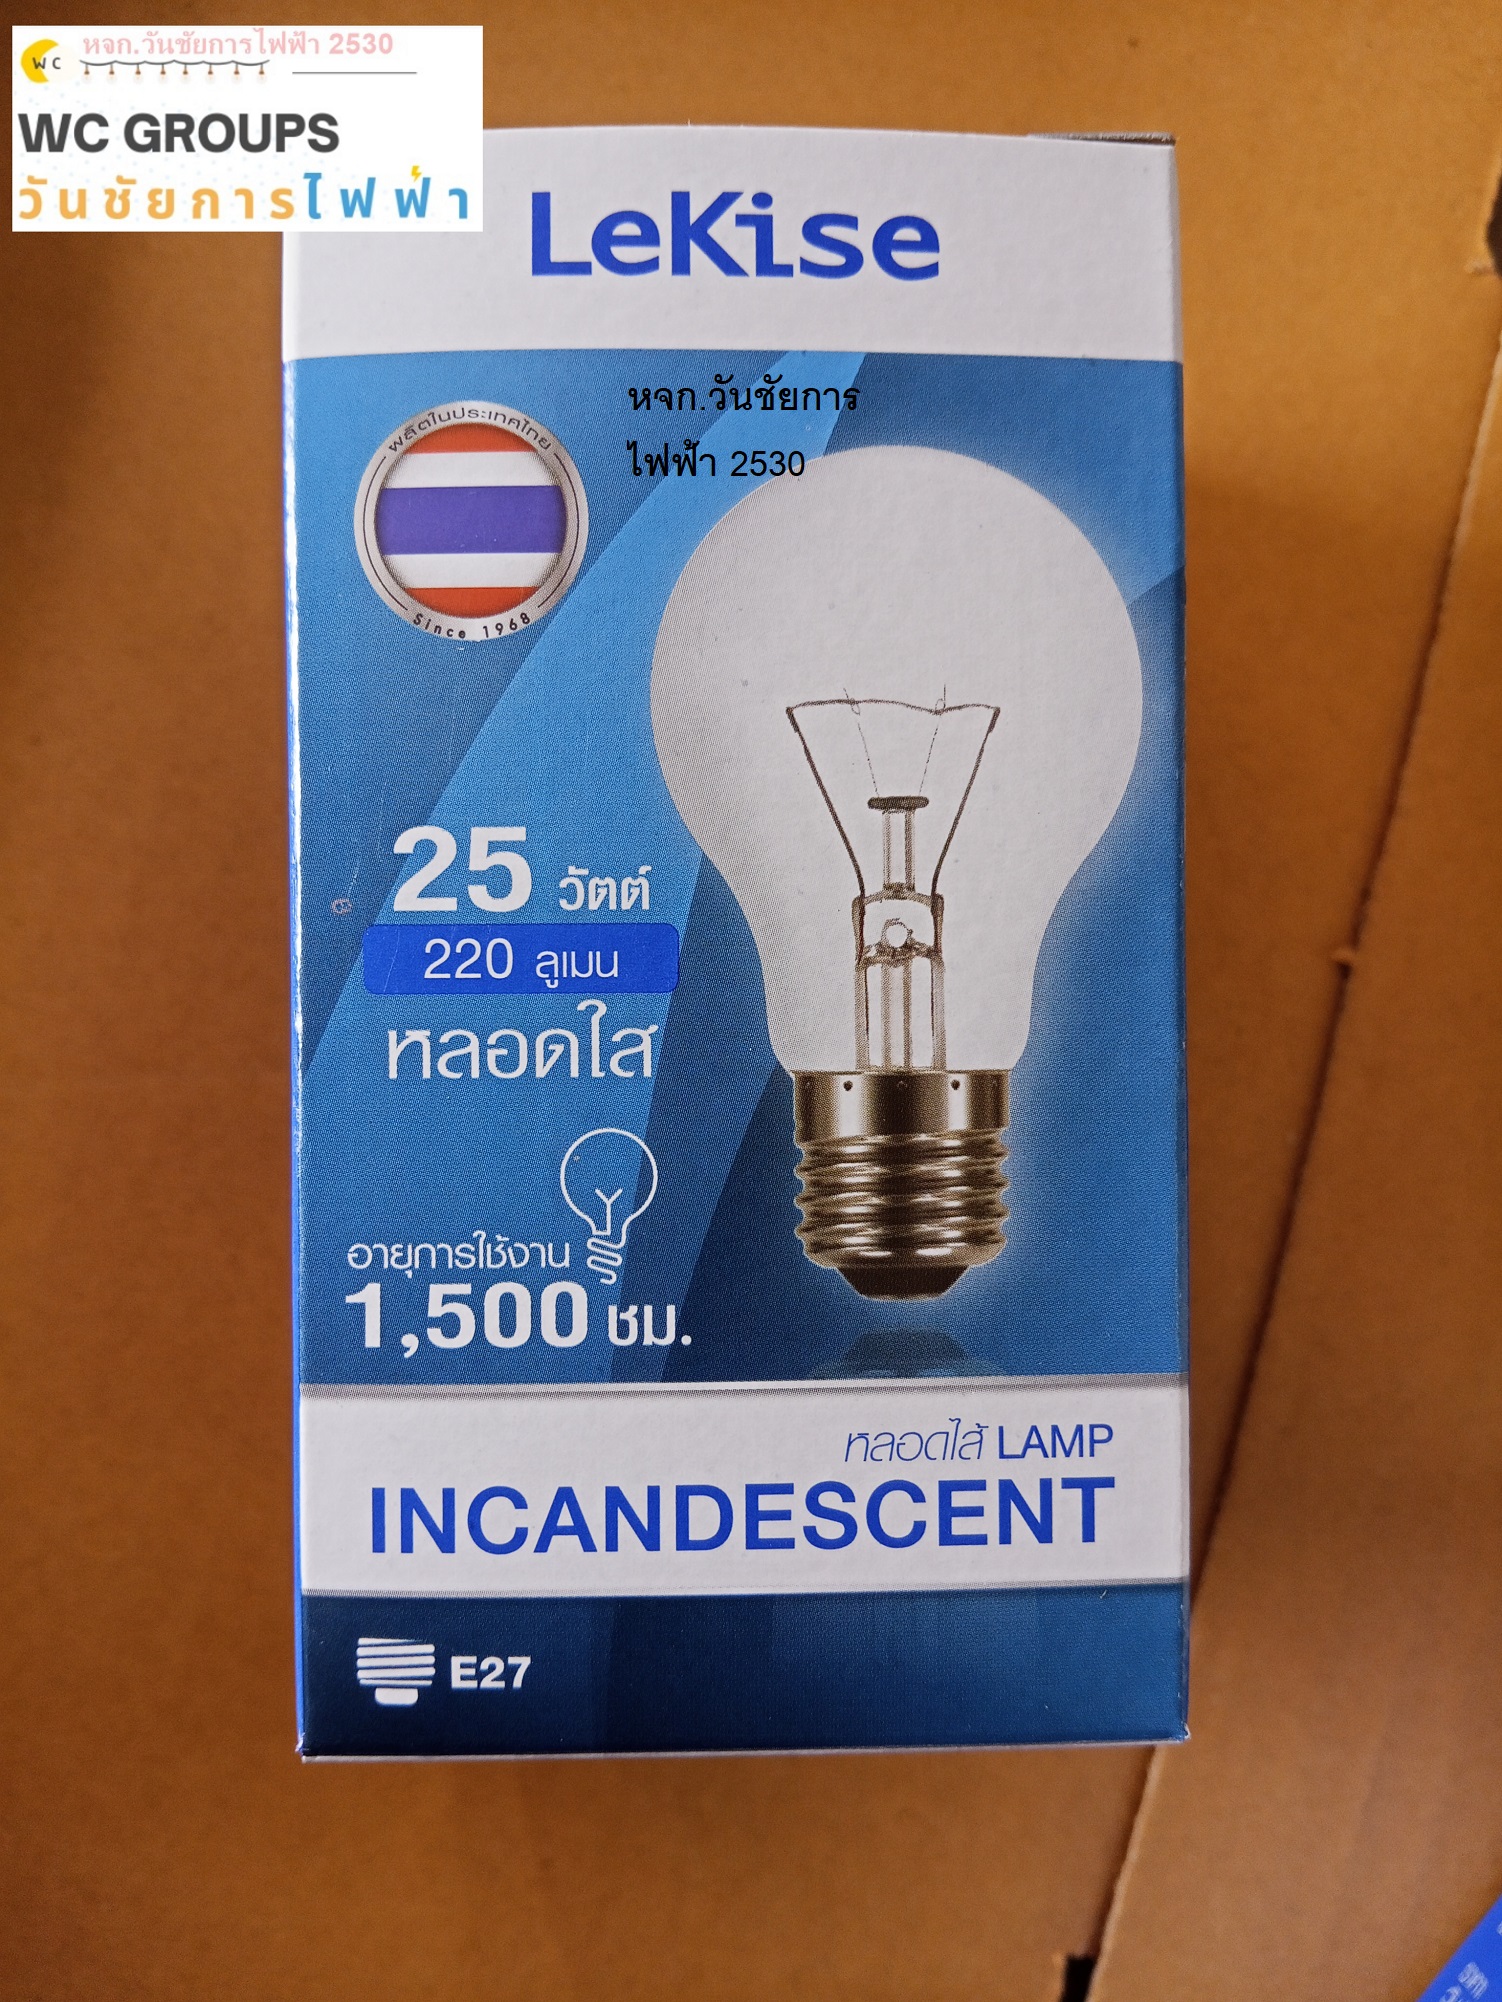 หจก.วันชัยการไฟฟ้า 2530
WC
WC GROUPS
วันชัยการไฟฟ้า
LeKise
หจก.วันชัยการ
ไฟฟ้า 2530
ผลิตในประเทศไทย
Since 1968
25 วัตต์
220 ลูเมน
หลอดใส
อายุการใช้งาน
1,500 ชม.
หลอดไส้ LAMP
INCANDESCENT
E27